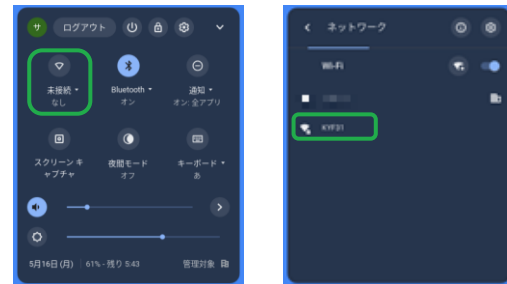 サ ログアウト
未接続 Bluetooth 通知
なし オン オン: 全アプリ
スクリーン キャプチャ 夜間モード キーボード
オフ あ
5月16日 (月) 61% - 残り 5:43 管理対象
ネットワーク
Wi-Fi
KYF31